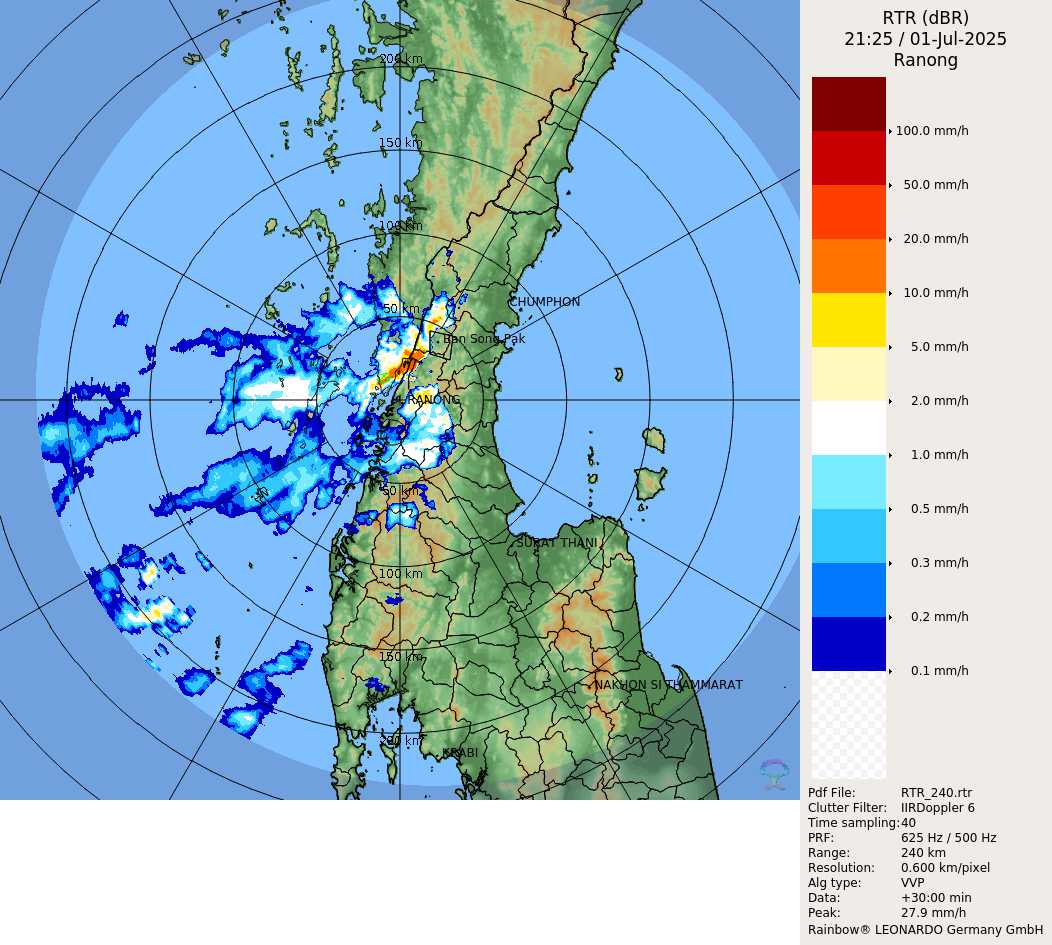 RTR (dBR)
21:25 / 01-Jul-2025
Ranong
200 km
150 km
100 km
50 km
CHUMPHON
Ban Song Pak
RANONG
50 km
SURAT THANI
100 km
150 km
NAKHON SI THAMMARAT
200 km
KRABI
100.0 mm/h
50.0 mm/h
20.0 mm/h
10.0 mm/h
5.0 mm/h
2.0 mm/h
1.0 mm/h
0.5 mm/h
0.3 mm/h
0.2 mm/h
0.1 mm/h
Pdf File: RTR_240.rtr
Clutter Filter: IIRDoppler 6
Time sampling:40
PRF: 625 Hz / 500 Hz
Range: 240 km
Resolution: 0.600 km/pixel
Alg type: VVP
Data: +30:00 min
Peak: 27.9 mm/h
Rainbow® LEONARDO Germany GmbH